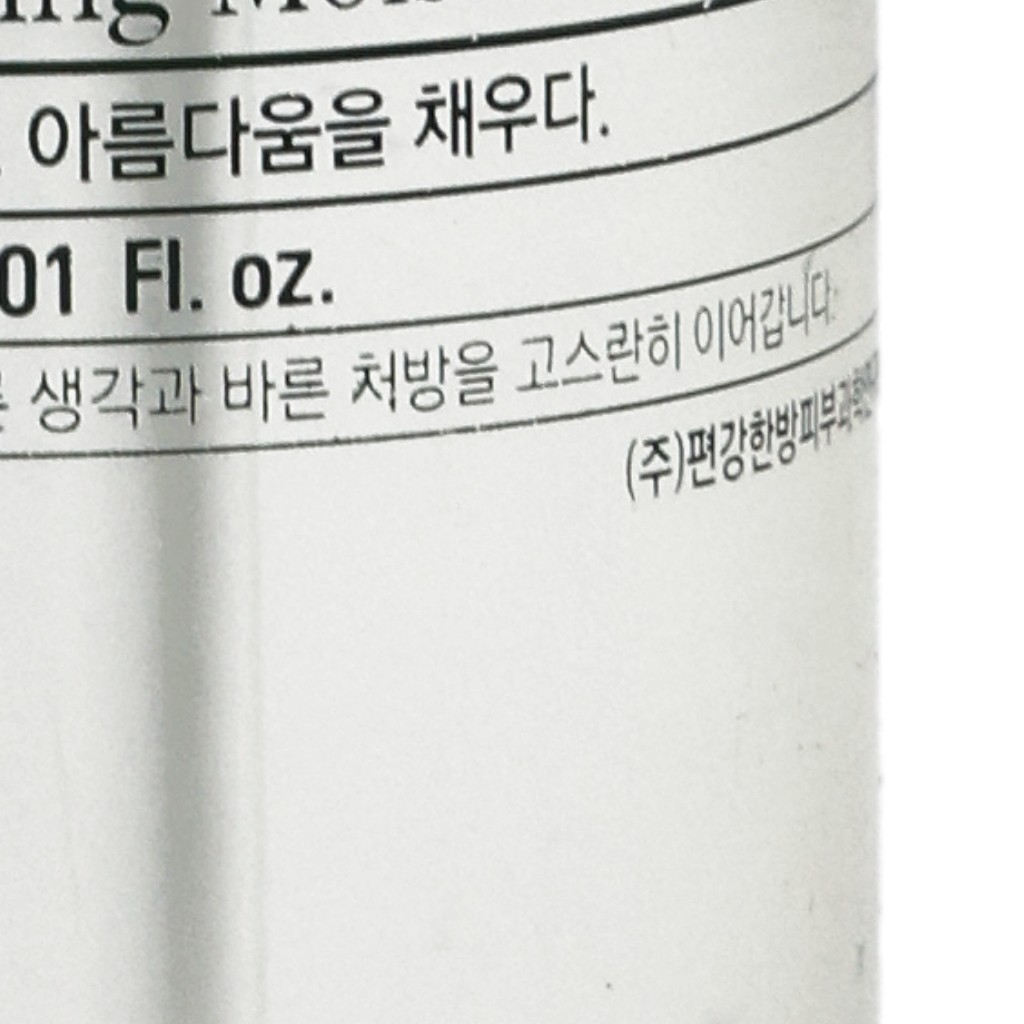 아름다움을 채우다.
01 Fl. oz.
생각과 바른 처방을 고스란히 이어갑니다.
(주)편강한방피부과학